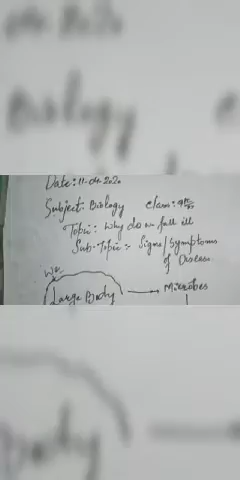 Date: 11-04-2020
Subject: Biology Class: 9th
Topic: Why do we fall ill
Sub-Topic:- Signs/Symptoms
of Disease
We
Large Body → Microbes